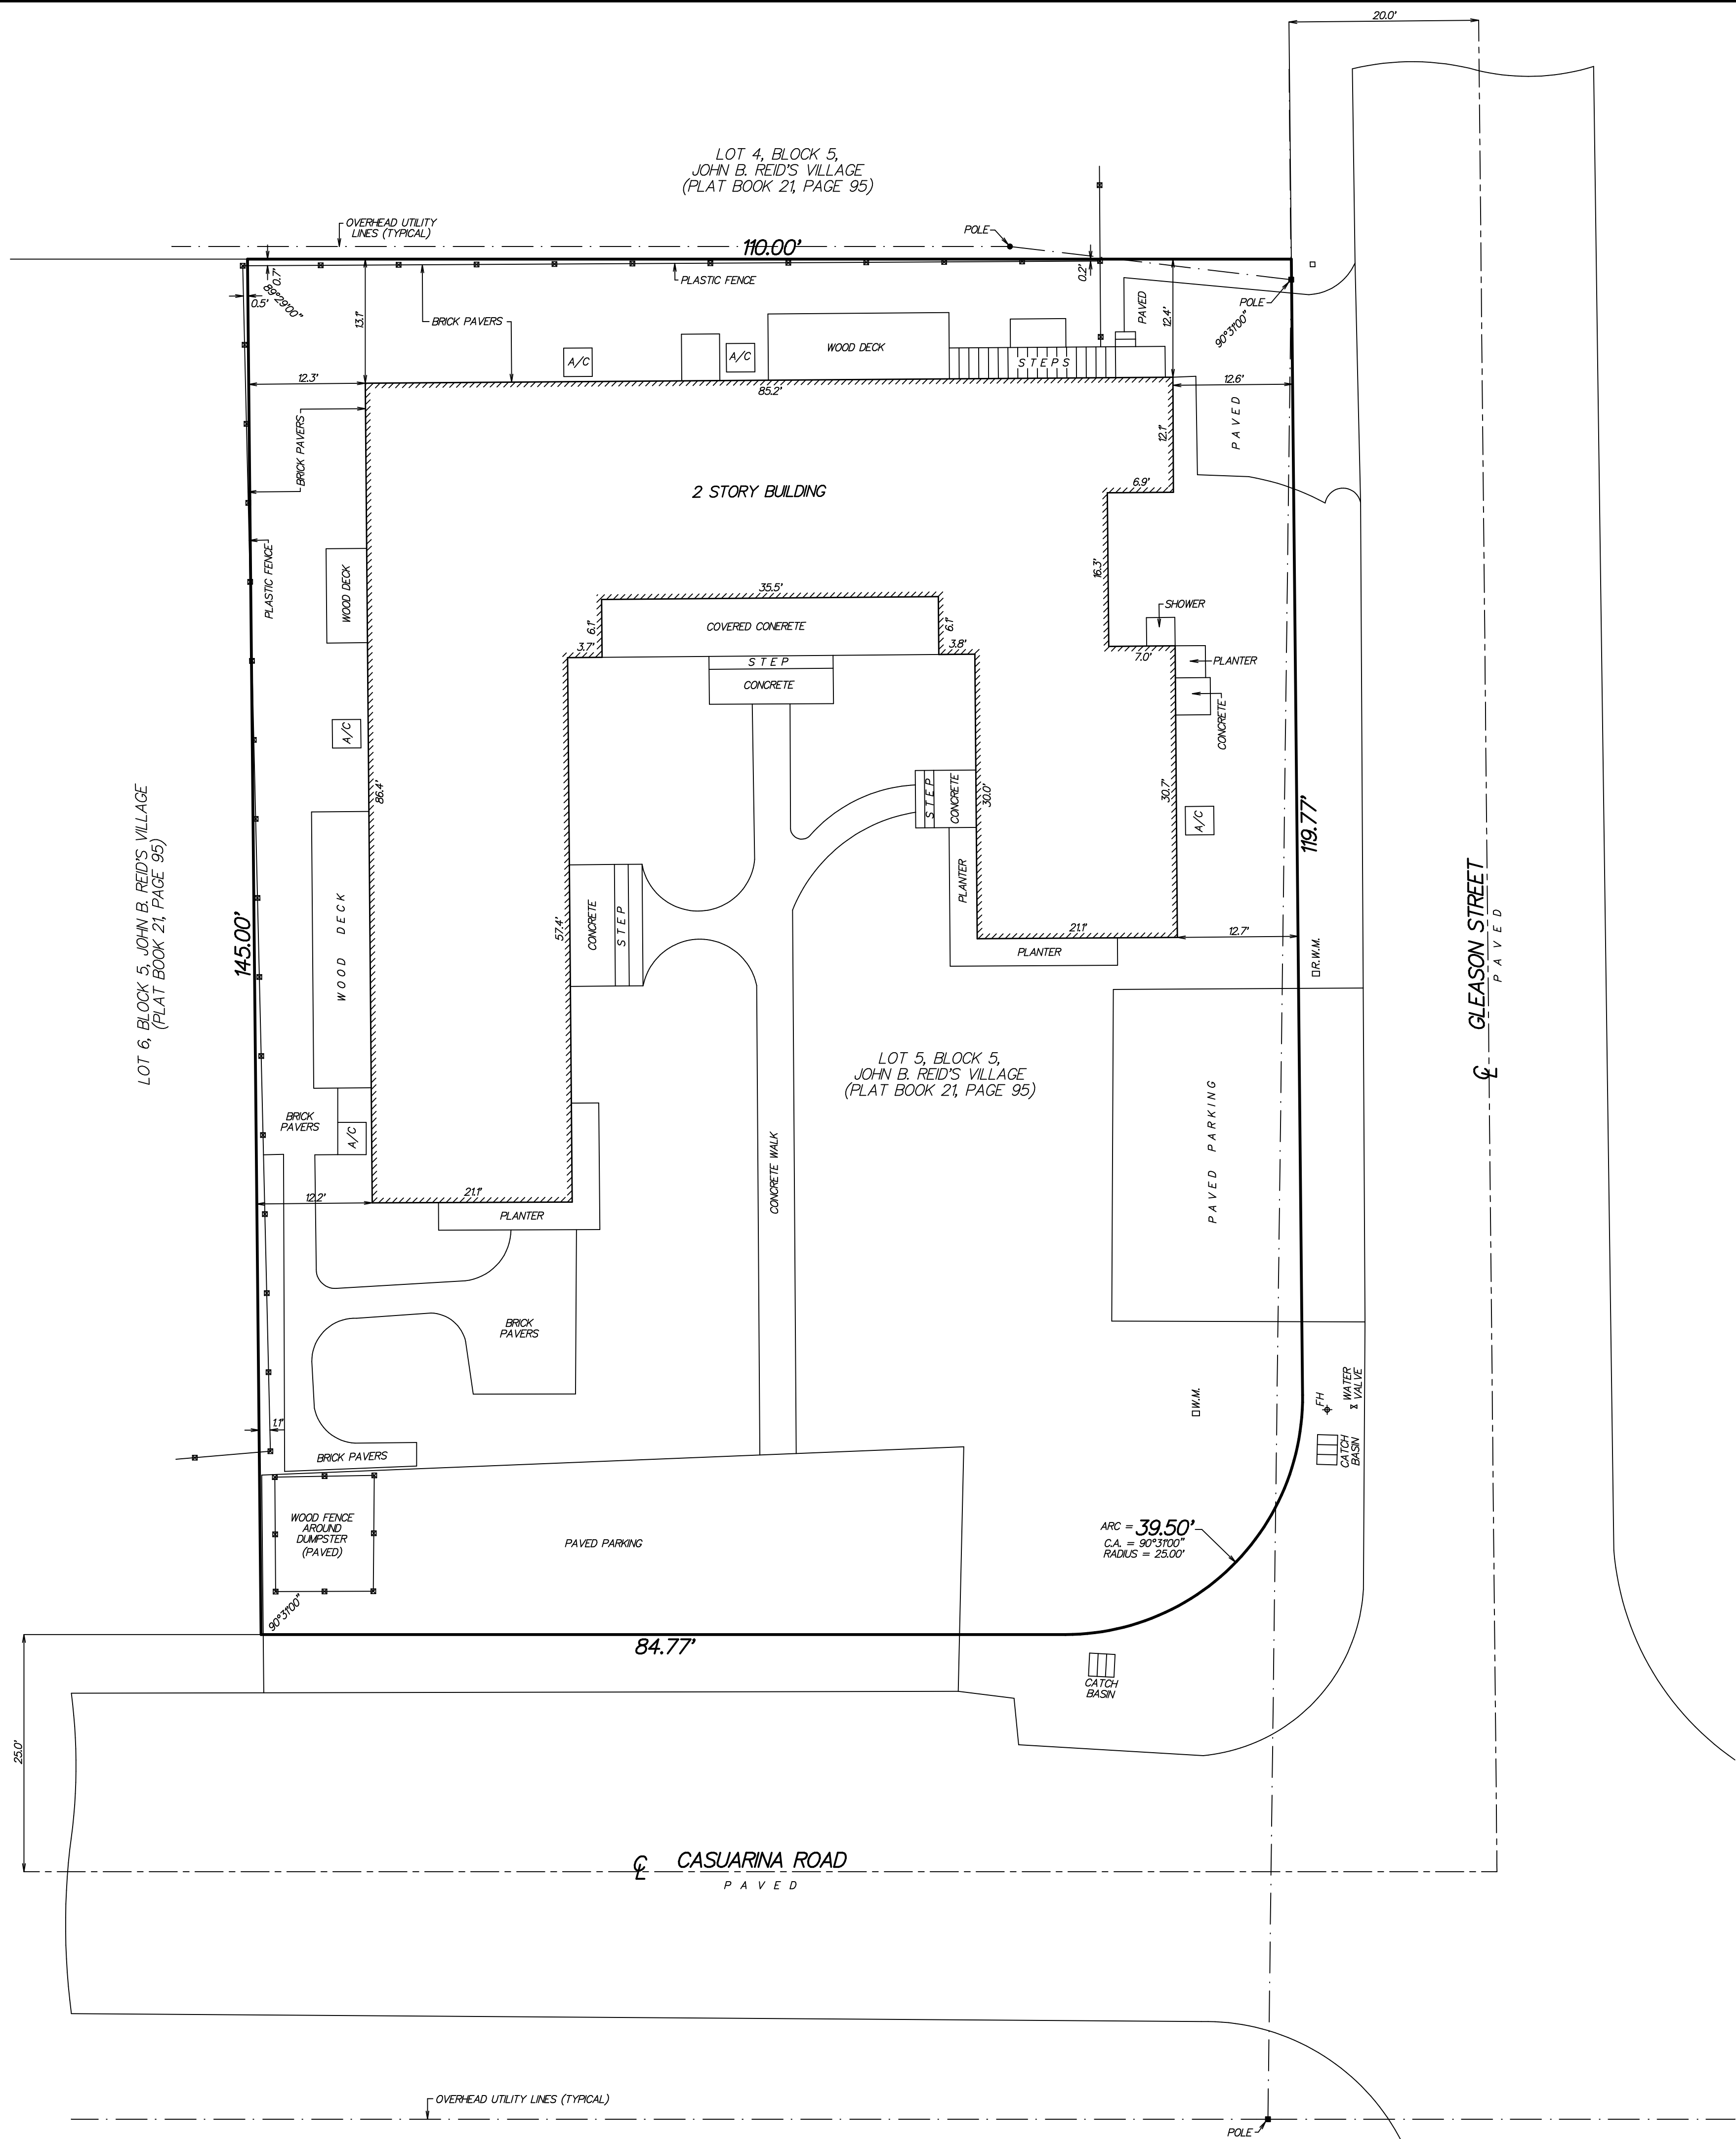 20.0'
LOT 4, BLOCK 5,
JOHN B. REID'S VILLAGE
(PLAT BOOK 21, PAGE 95)
OVERHEAD UTILITY
LINES (TYPICAL)
POLE
110.00'
0.7'
0.5'
89°29'00"
PLASTIC FENCE
0.2'
PAVED
POLE
90°31'00"
13.1'
BRICK PAVERS
A/C
A/C
WOOD DECK
STEPS
12.4'
12.3'
85.2'
12.6'
BRICK PAVERS
12.1'
PAVED
2 STORY BUILDING
6.9'
PLASTIC FENCE
WOOD DECK
16.3'
35.5'
6.1'
COVERED CONCRETE
6.1'
SHOWER
3.7'
3.8'
7.0'
PLANTER
STEP
CONCRETE
CONCRETE
A/C
86.4'
STEP
CONCRETE
30.0'
30.7'
A/C
119.77'
LOT 6, BLOCK 5, JOHN B. REID'S VILLAGE
(PLAT BOOK 21, PAGE 95)
145.00'
WOOD DECK
57.4'
CONCRETE
STEP
PLANTER
21.1'
PLANTER
12.7'
R.W.M.
GLEASON STREET
PAVED
CL
LOT 5, BLOCK 5,
JOHN B. REID'S VILLAGE
(PLAT BOOK 21, PAGE 95)
BRICK
PAVERS
A/C
CONCRETE WALK
PAVED PARKING
12.2'
21.1'
PLANTER
BRICK
PAVERS
W.M.
FH
WATER
VALVE
CATCH
BASIN
1.1'
BRICK PAVERS
WOOD FENCE
AROUND
DUMPSTER
(PAVED)
PAVED PARKING
ARC = 39.50'
C.A. = 90°31'00"
RADIUS = 25.00'
90°31'00"
84.77'
CATCH
BASIN
25.0'
CL CASUARINA ROAD
PAVED
OVERHEAD UTILITY LINES (TYPICAL)
POLE